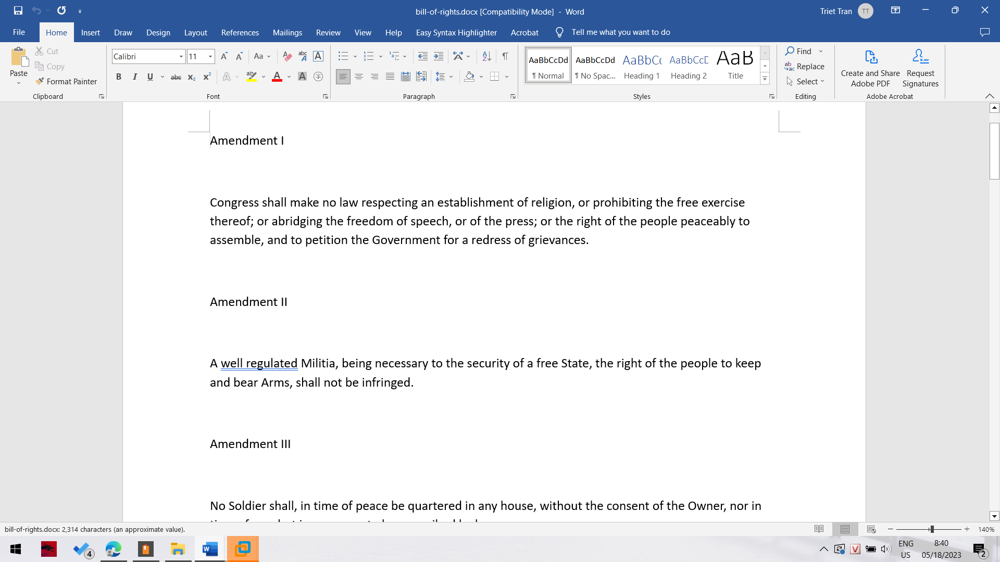 bill-of-rights.docx [Compatibility Mode] - Word
Triet Tran
TT
File
Home
Insert
Draw
Design
Layout
References
Mailings
Review
View
Help
Easy Syntax Highlighter
Acrobat
Tell me what you want to do
Paste
Cut
Copy
Format Painter
Clipboard
Calibri
11
Font
Paragraph
AaBbCcDd
¶ Normal
AaBbCcDd
¶ No Spac...
AaBbCc
Heading 1
AaBbCcD
Heading 2
AaB
Title
Styles
Find
Replace
Select
Editing
Create and Share
Adobe PDF
Request
Signatures
Adobe Acrobat
Amendment I
Congress shall make no law respecting an establishment of religion, or prohibiting the free exercise
thereof; or abridging the freedom of speech, or of the press; or the right of the people peaceably to
assemble, and to petition the Government for a redress of grievances.
Amendment II
A well regulated Militia, being necessary to the security of a free State, the right of the people to keep
and bear Arms, shall not be infringed.
Amendment III
No Soldier shall, in time of peace be quartered in any house, without the consent of the Owner, nor in
bill-of-rights.docx: 2,314 characters (an approximate value).
140%
4
ENG
US
8:40
05/18/2023
2